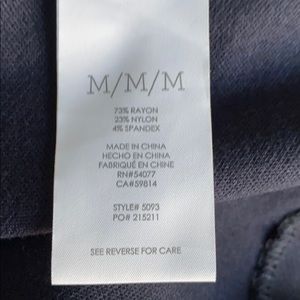 M/M/M
73% RAYON
23% NYLON
4% SPANDEX
MADE IN CHINA
HECHO EN CHINA
FABRIQUÉ EN CHINE
RN#54077
CA#59814
STYLE# 5093
PO# 215211
SEE REVERSE FOR CARE